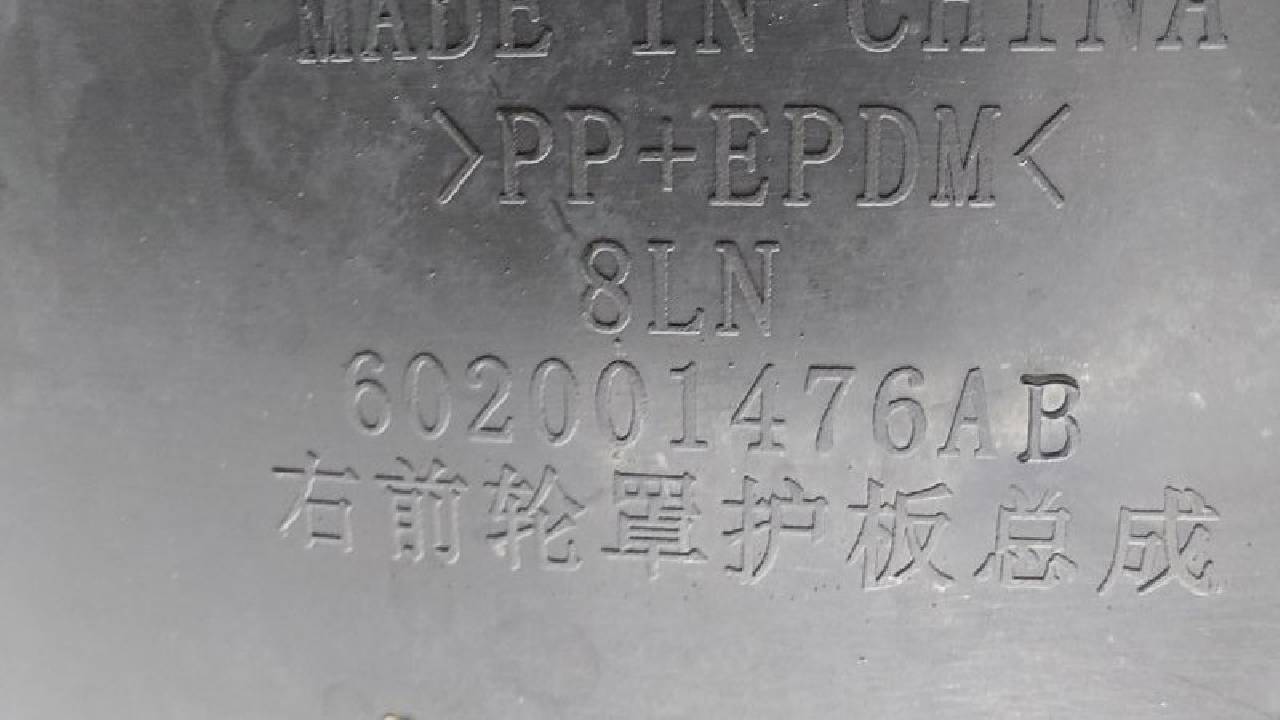 MADE IN CHINA
>PP+EPDM<
8LN
602001476AB
右前轮罩护板总成